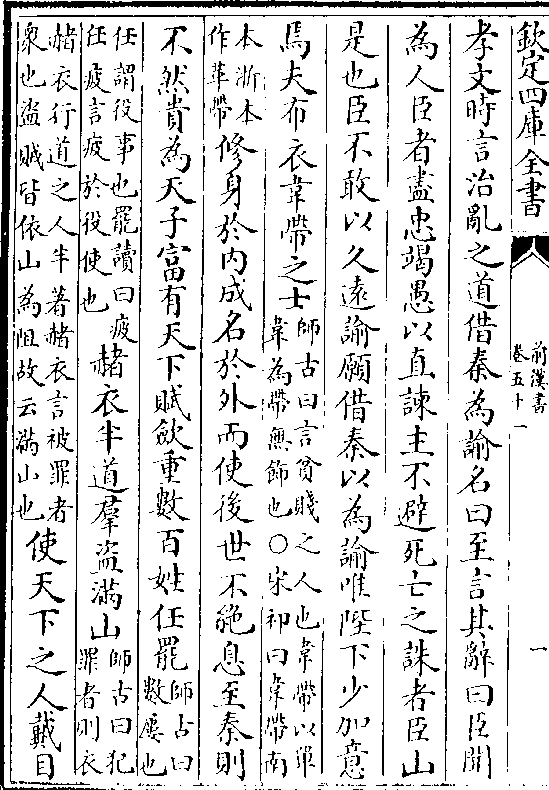 欽定四庫全書
前漢書
卷五十一
一
孝文時言治亂之道借秦為諭名曰至言其辭曰臣聞
為人臣者盡忠竭愚以直諫主不避死亡之誅者臣山
是也臣不敢以久遠諭願借秦以為諭唯陛下少加意
焉夫布衣韋帶之士師古曰言貧賤之人也韋帶以單
韋為帶無飾也○宋祁曰韋帶南
本浙本
作革帶修身於內成名於外而使後世不絶息至秦則
不然貴為天子富有天下賦斂重數百姓任罷師古曰
數屢也
任謂役事也罷讀曰疲
任疲言疲於役使也赭衣半道羣盜滿山師古曰犯
罪者則衣
赭衣行道之人半著赭衣言被罪者
衆也盜賊皆依山為阻故云滿山也使天下之人戴目